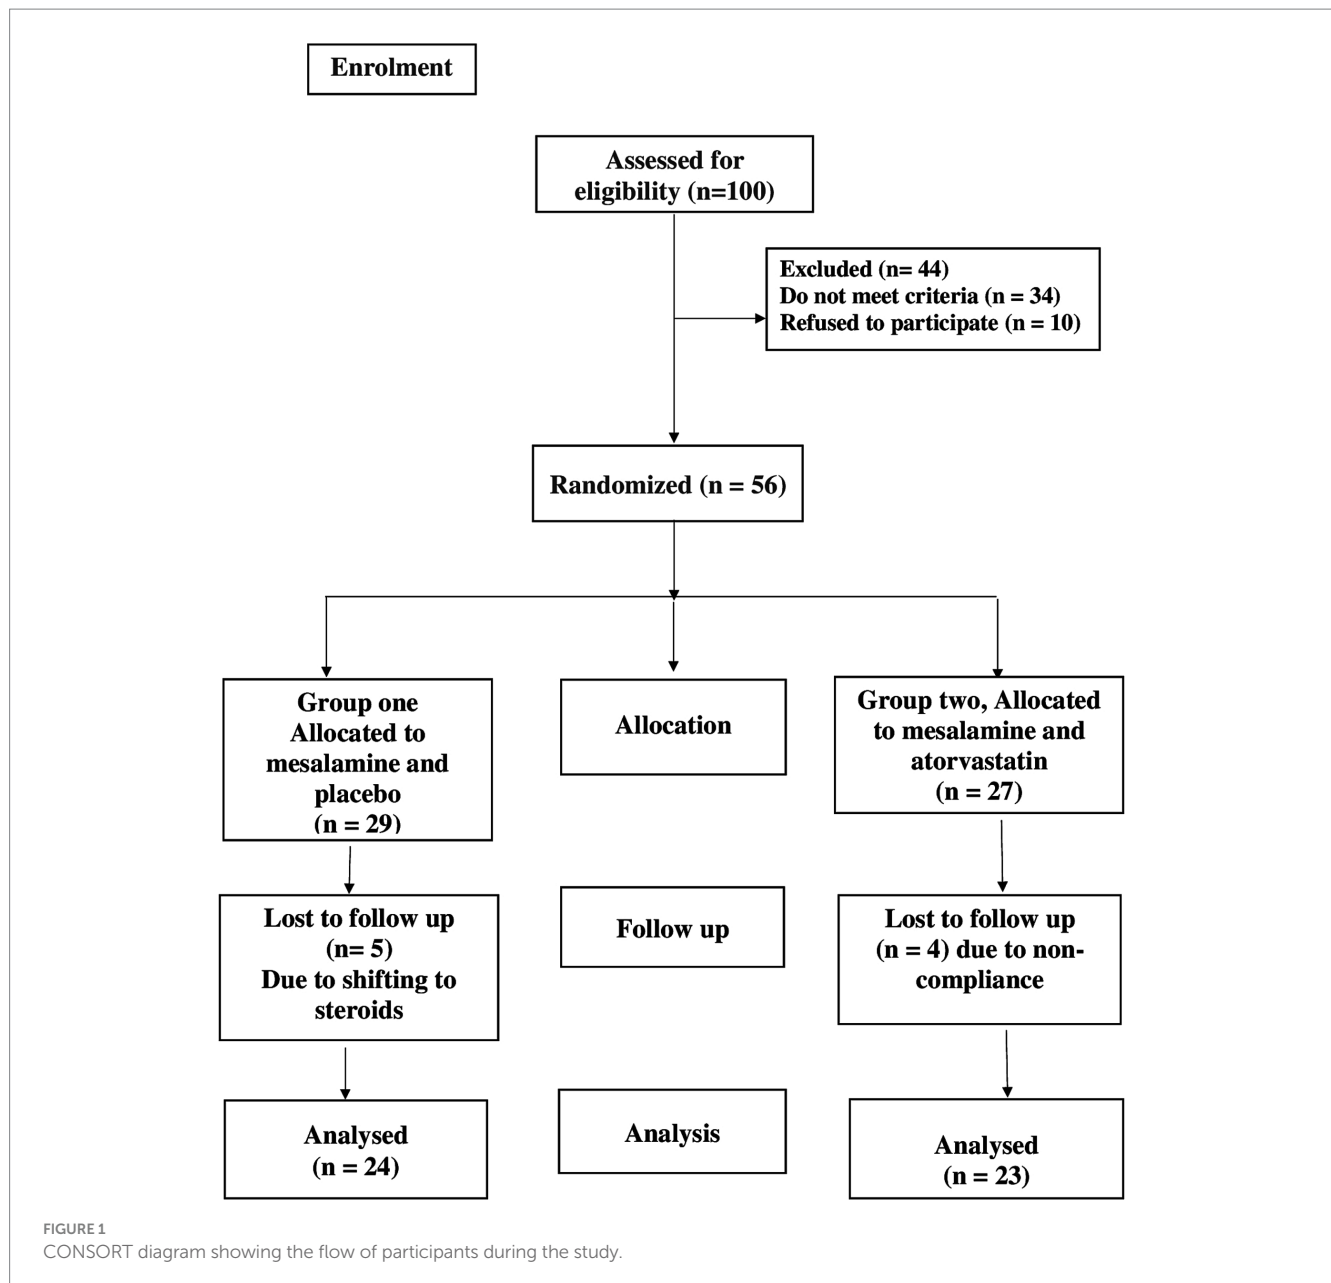 Enrolment
Assessed for
eligibility (n=100)
Excluded (n= 44)
Do not meet criteria (n = 34)
Refused to participate (n = 10)
Randomized (n = 56)
Group one
Allocated to
mesalamine and
placebo
(n = 29)
Allocation
Group two, Allocated
to mesalamine and
atorvastatin
(n = 27)
Lost to follow up
(n= 5)
Due to shifting to
steroids
Follow up
Lost to follow up
(n = 4) due to non-
compliance
Analysed
(n = 24)
Analysis
Analysed
(n = 23)
FIGURE 1
CONSORT diagram showing the flow of participants during the study.